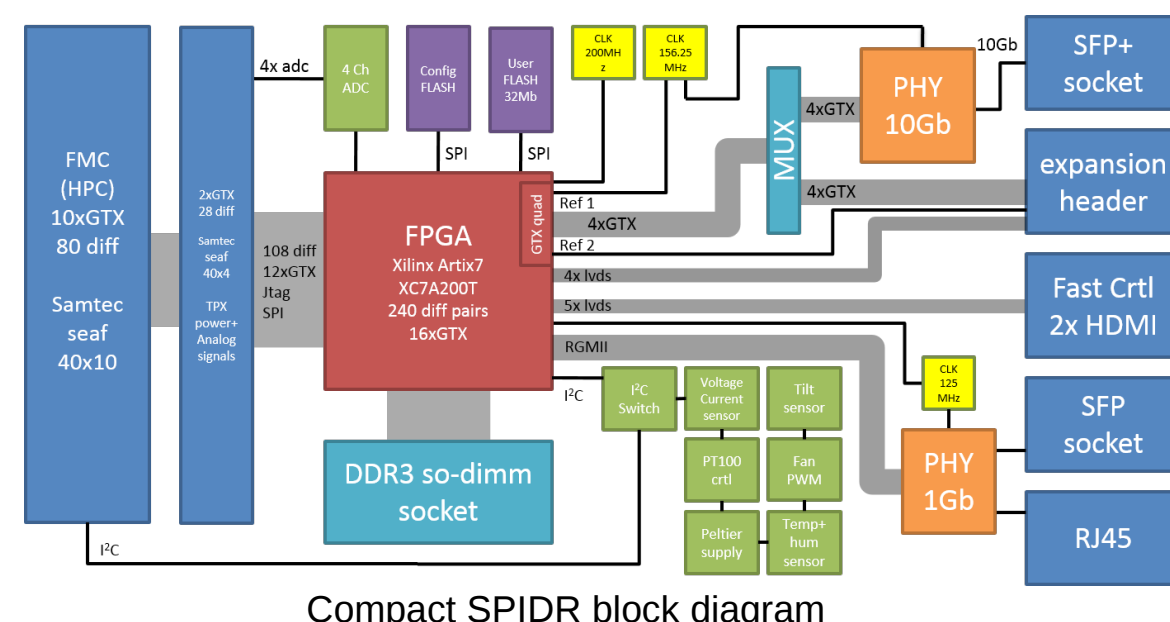 FMC
(HPC)
10xGTX
80 diff
Samtec
seaf
40x10
2xGTX
28 diff
Samtec
seaf
40x4
TPX
power+
Analog
signals
4x adc
4 Ch
ADC
Config
FLASH
User
FLASH
32Mb
SPI
SPI
CLK
200MH
z
CLK
156.25
MHz
108 diff
12xGTX
Jtag
SPI
FPGA
Xilinx Artix7
XC7A200T
240 diff pairs
16xGTX
GTX quad
Ref 1
4xGTX
Ref 2
4x lvds
5x lvds
RGMII
I²C
MUX
4xGTX
4xGTX
PHY
10Gb
10Gb
SFP+
socket
expansion
header
Fast Crtl
2x HDMI
SFP
socket
RJ45
CLK
125
MHz
PHY
1Gb
I²C
Switch
Voltage
Current
sensor
Tilt
sensor
PT100
crtl
Fan
PWM
Peltier
supply
Temp+
hum
sensor
DDR3 so-dimm
socket
I²C
Compact SPIDR block diagram